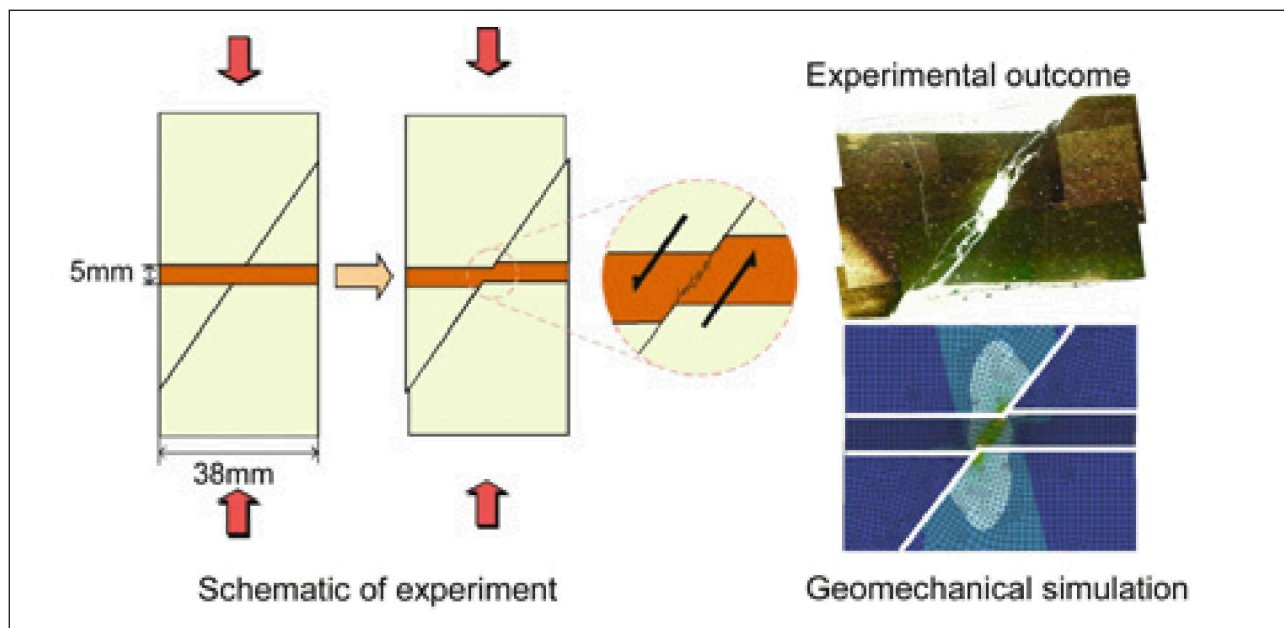 Experimental outcome
5mm
38mm
Schematic of experiment
Geomechanical simulation